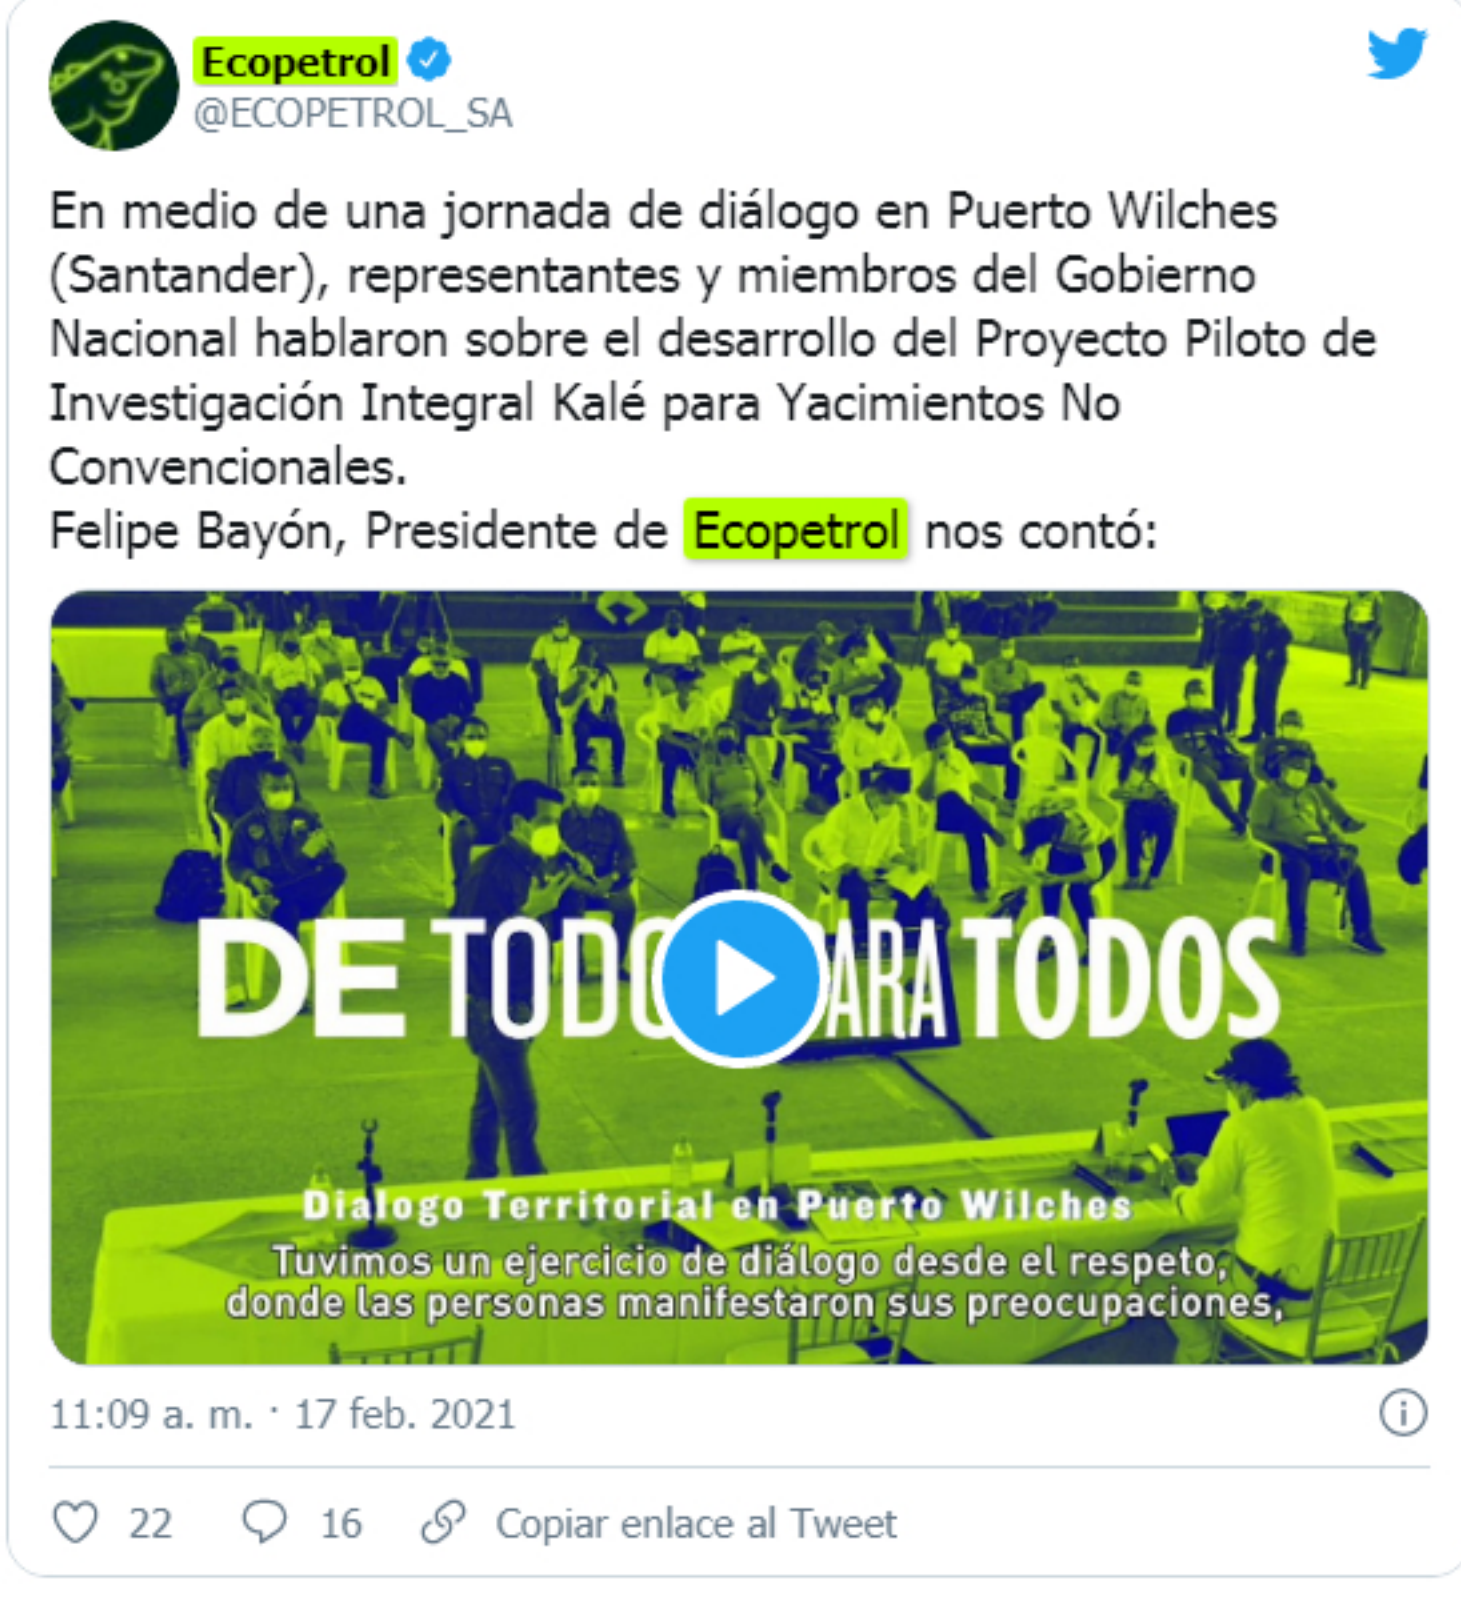 Ecopetrol
@ECOPETROL_SA
En medio de una jornada de diálogo en Puerto Wilches
(Santander), representantes y miembros del Gobierno
Nacional hablaron sobre el desarrollo del Proyecto Piloto de
Investigación Integral Kalé para Yacimientos No
Convencionales.
Felipe Bayón, Presidente de Ecopetrol nos contó:
DE TODO PARA TODOS
Dialogo Territorial en Puerto Wilches
Tuvimos un ejercicio de diálogo desde el respeto,
donde las personas manifestaron sus preocupaciones,
11:09 a. m. · 17 feb. 2021
22 16 Copiar enlace al Tweet